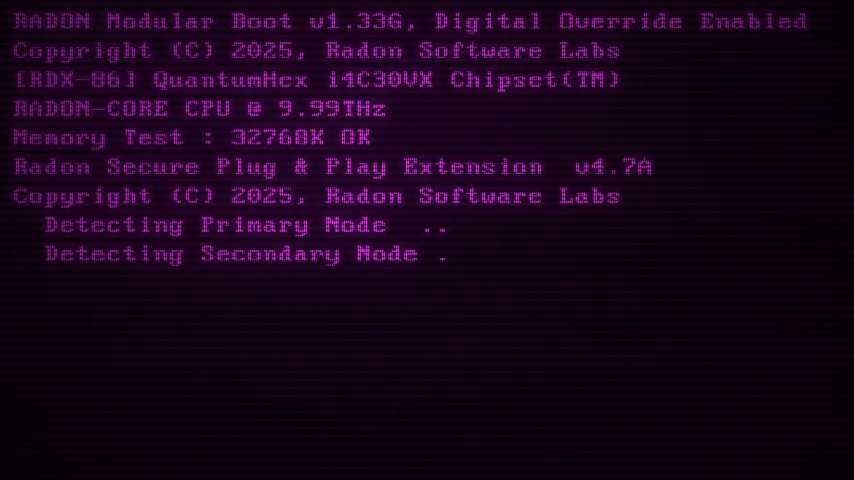 RADON Modular Boot v1.33G, Digital Override Enabled
Copyright (C) 2025, Radon Software Labs
[RDX-86] QuantumHex i4C30VX Chipset(TM)
RADON-CORE CPU @ 9.99THz
Memory Test : 32768K OK
Radon Secure Plug & Play Extension  v4.7A
Copyright (C) 2025, Radon Software Labs
Detecting Primary Node  ..
Detecting Secondary Node .